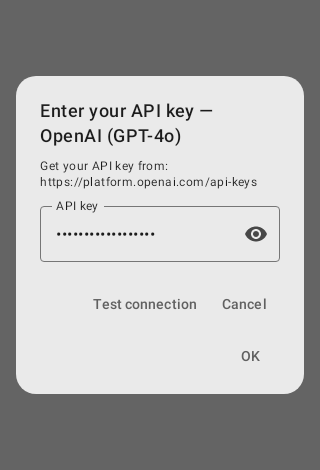 Enter your API key —
OpenAI (GPT-4o)
Get your API key from:
https://platform.openai.com/api-keys
API key
••••••••••••••••••
Test connection
Cancel
OK